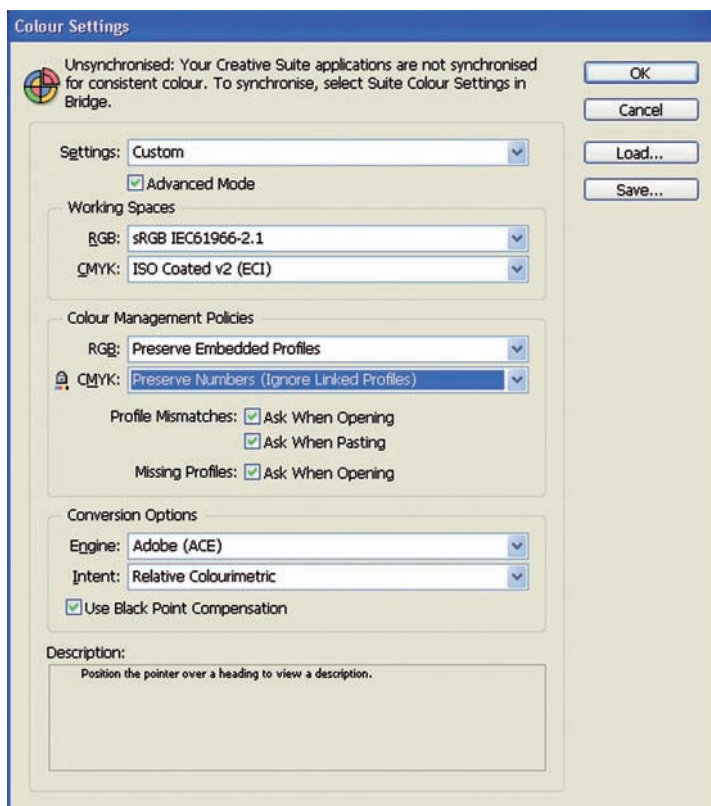 Colour Settings
Unsynchronised: Your Creative Suite applications are not synchronised
for consistent colour. To synchronise, select Suite Colour Settings in
Bridge.
OK
Cancel
Load...
Save...
Settings: Custom
Advanced Mode
Working Spaces
RGB: sRGB IEC61966-2.1
CMYK: ISO Coated v2 (ECI)
Colour Management Policies
RGB: Preserve Embedded Profiles
CMYK: Preserve Numbers (Ignore Linked Profiles)
Profile Mismatches: Ask When Opening
Ask When Pasting
Missing Profiles: Ask When Opening
Conversion Options
Engine: Adobe (ACE)
Intent: Relative Colourimetric
Use Black Point Compensation
Description:
Position the pointer over a heading to view a description.